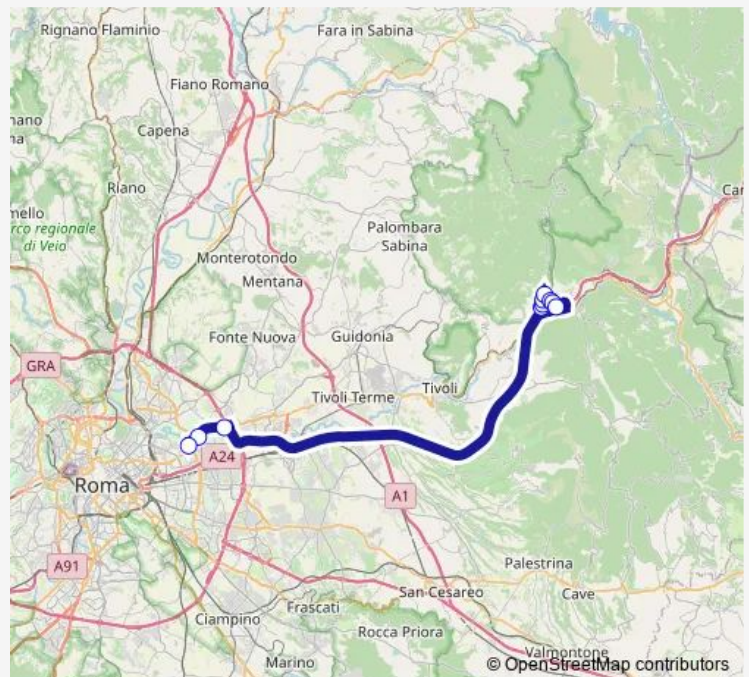 Rignano Flaminio
Fara in Sabina
Fiano Romano
nano
na
Capena
Riano
mello
rco regionale
di Veio
Car
Palombara
Sabina
Monterotondo
Mentana
Fonte Nuova
Guidonia
GRA
Tivoli Terme
Tivoli
A24
Roma
A1
A91
Palestrina
Cave
San Cesareo
Frascati
Ciampino
Rocca Priora
Marino
Valmontone
© OpenStreetMap contributors